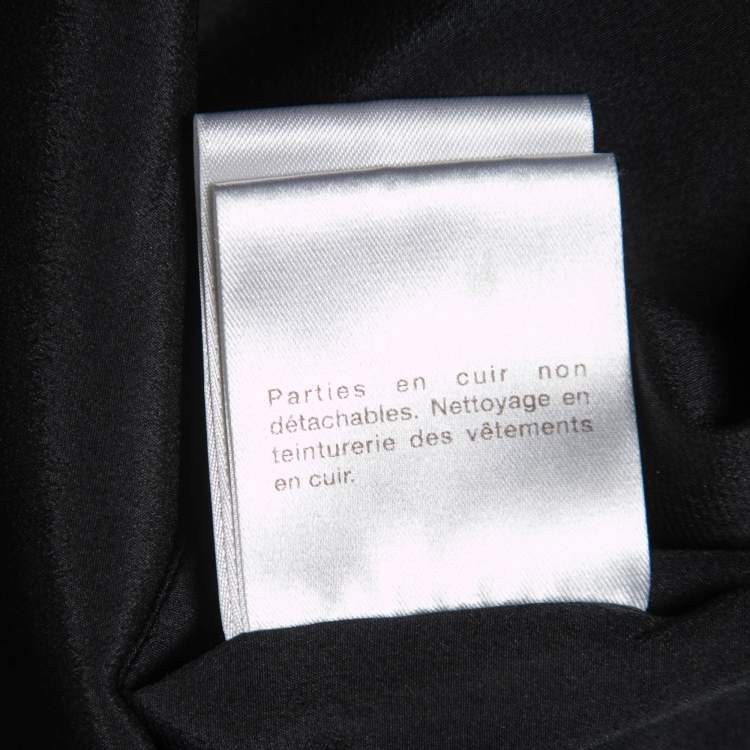 Parties en cuir non
détachables. Nettoyage en
teinturerie des vêtements
en cuir.